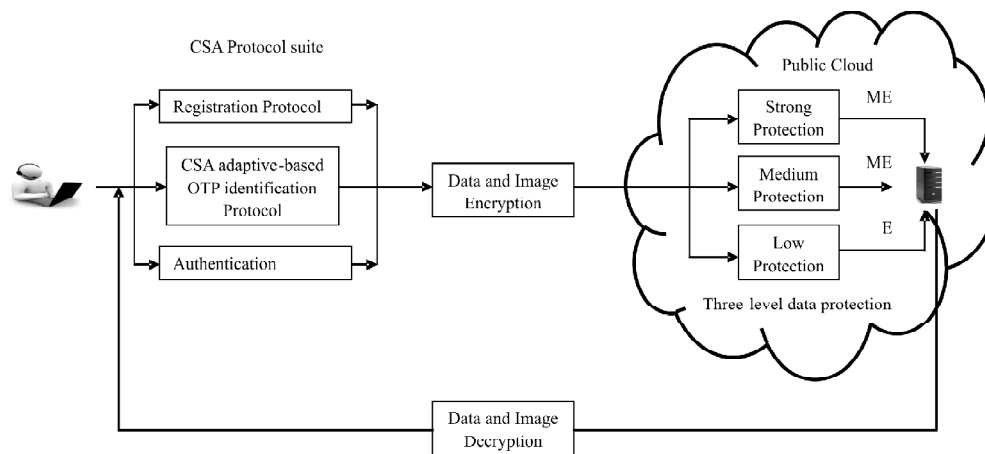 CSA Protocol suite
Registration Protocol
CSA adaptive-based
OTP identification
Protocol
Authentication
Data and Image
Encryption
Public Cloud
Strong
Protection
ME
Medium
Protection
ME
Low
Protection
E
Three-level data protection
Data and Image
Decryption